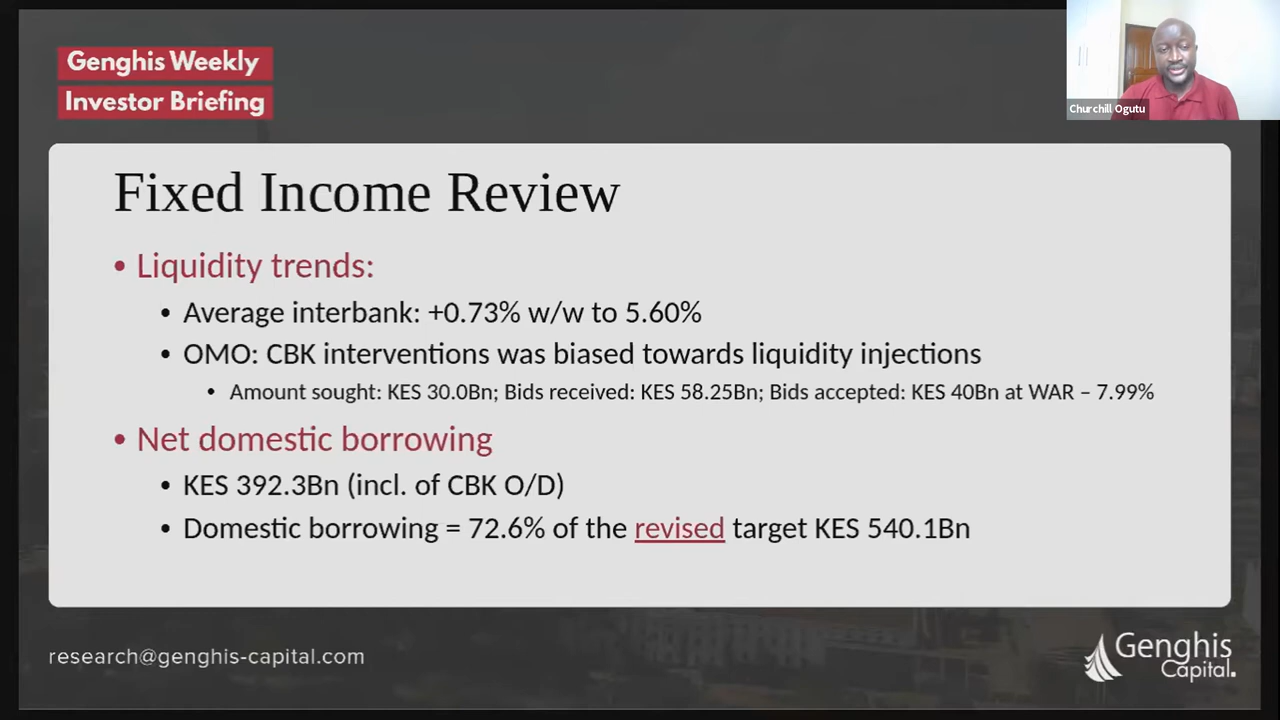 Genghis Weekly
Investor Briefing
Churchill Ogutu
Fixed Income Review
• Liquidity trends:
• Average interbank: +0.73% w/w to 5.60%
• OMO: CBK interventions was biased towards liquidity injections
• Amount sought: KES 30.0Bn; Bids received: KES 58.25Bn; Bids accepted: KES 40Bn at WAR – 7.99%
• Net domestic borrowing
• KES 392.3Bn (incl. of CBK O/D)
• Domestic borrowing = 72.6% of the revised target KES 540.1Bn
research@genghis-capital.com
Genghis
Capital.